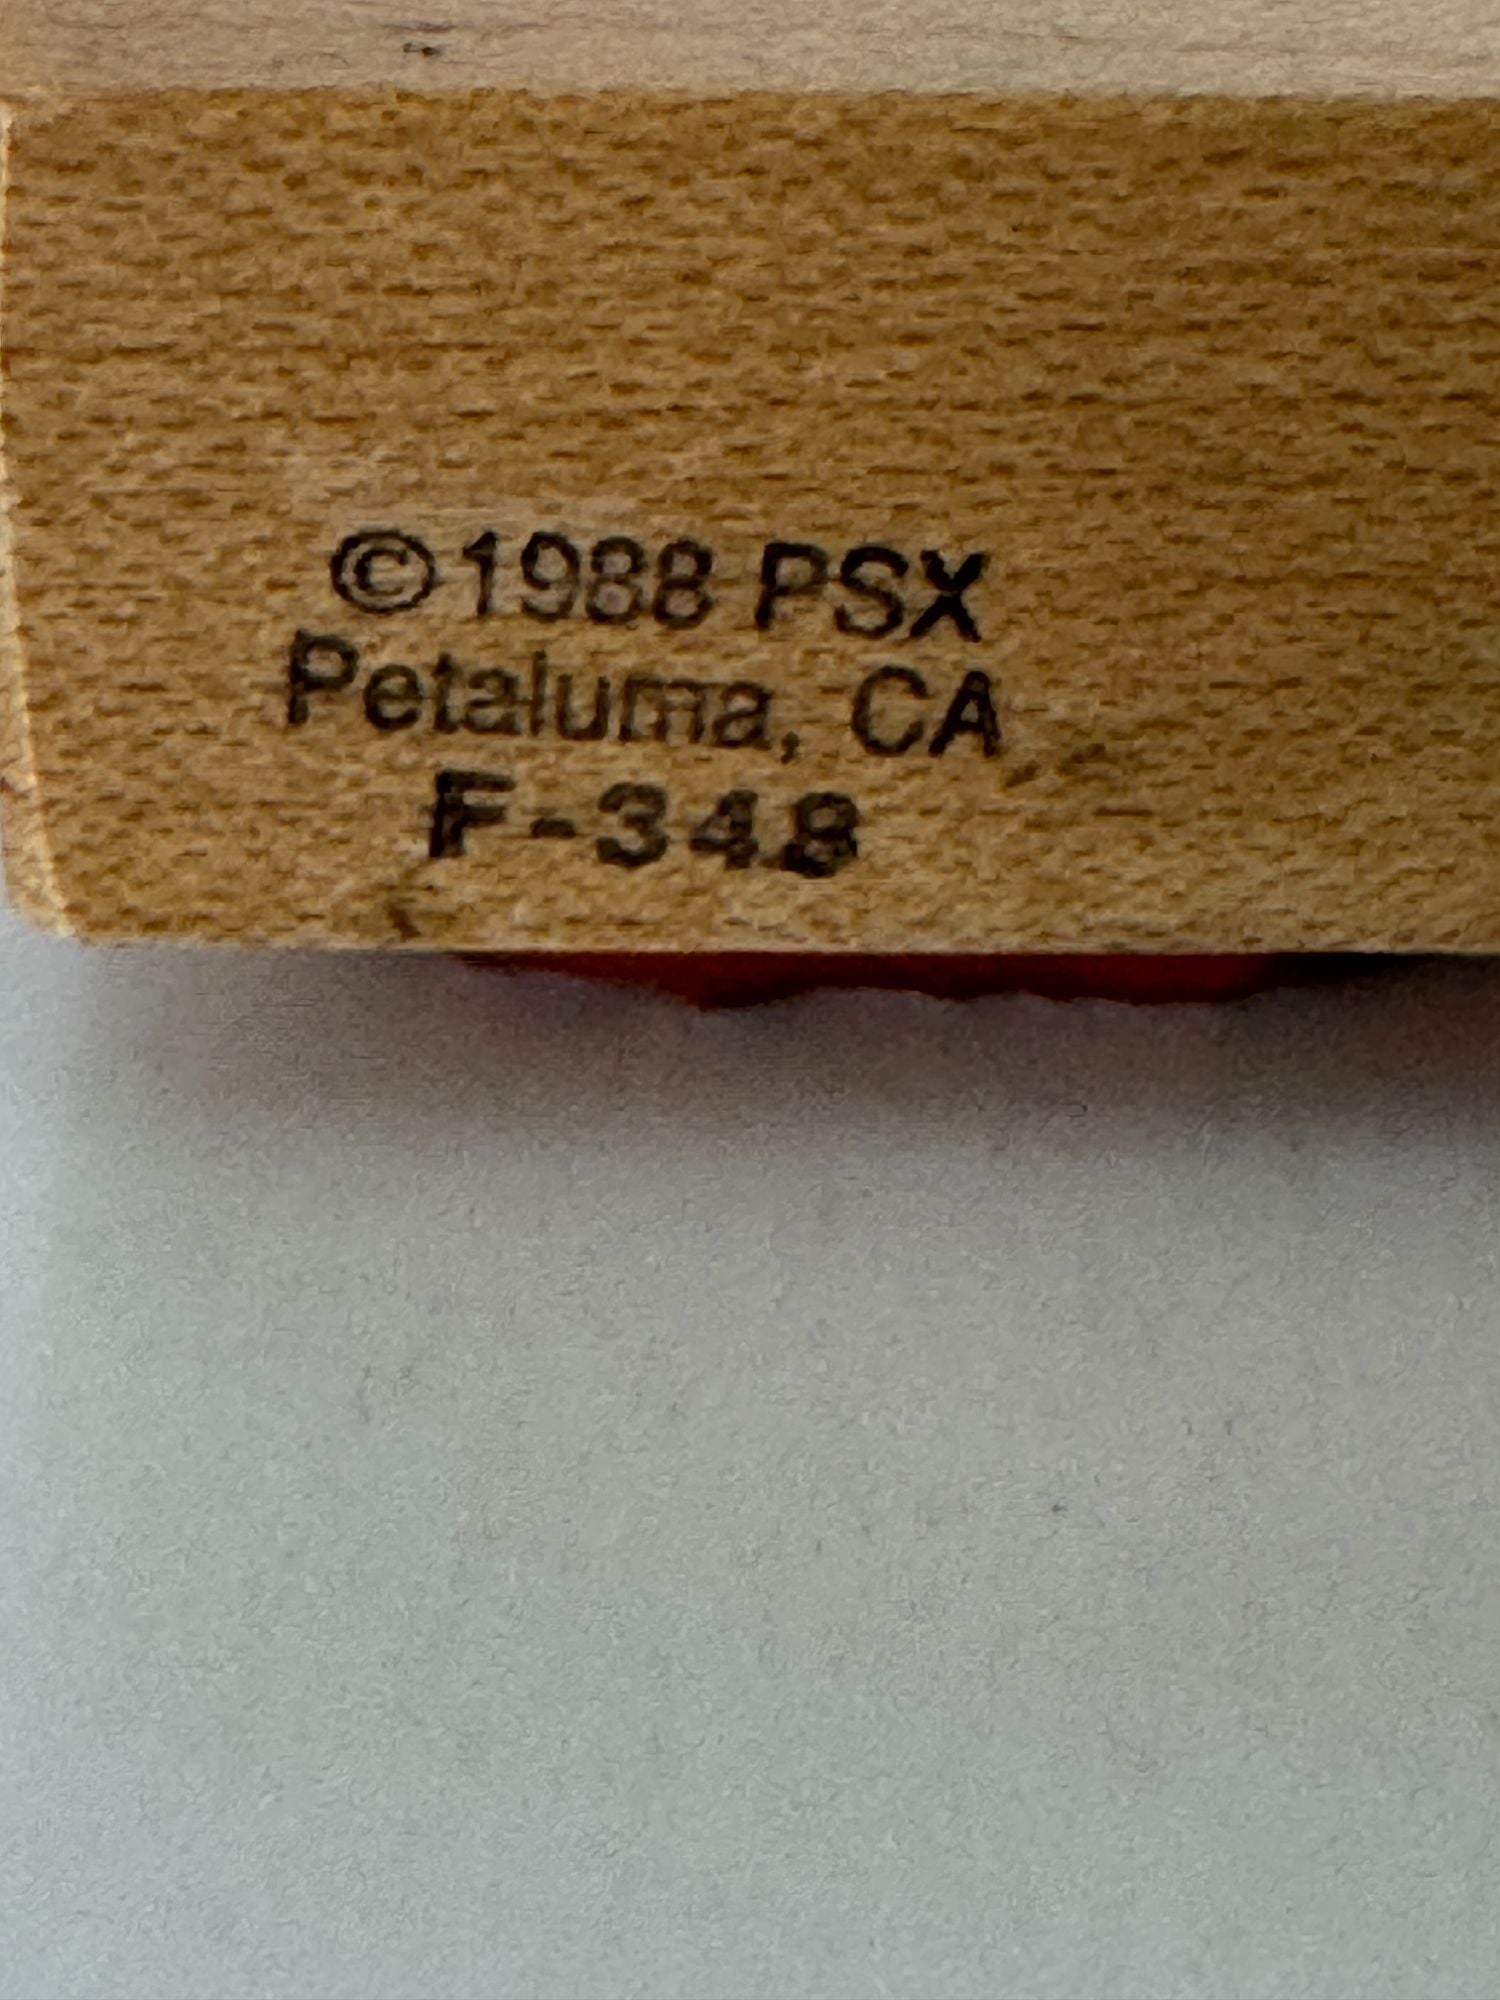 ©1988 PSX
Petaluma, CA
F-348